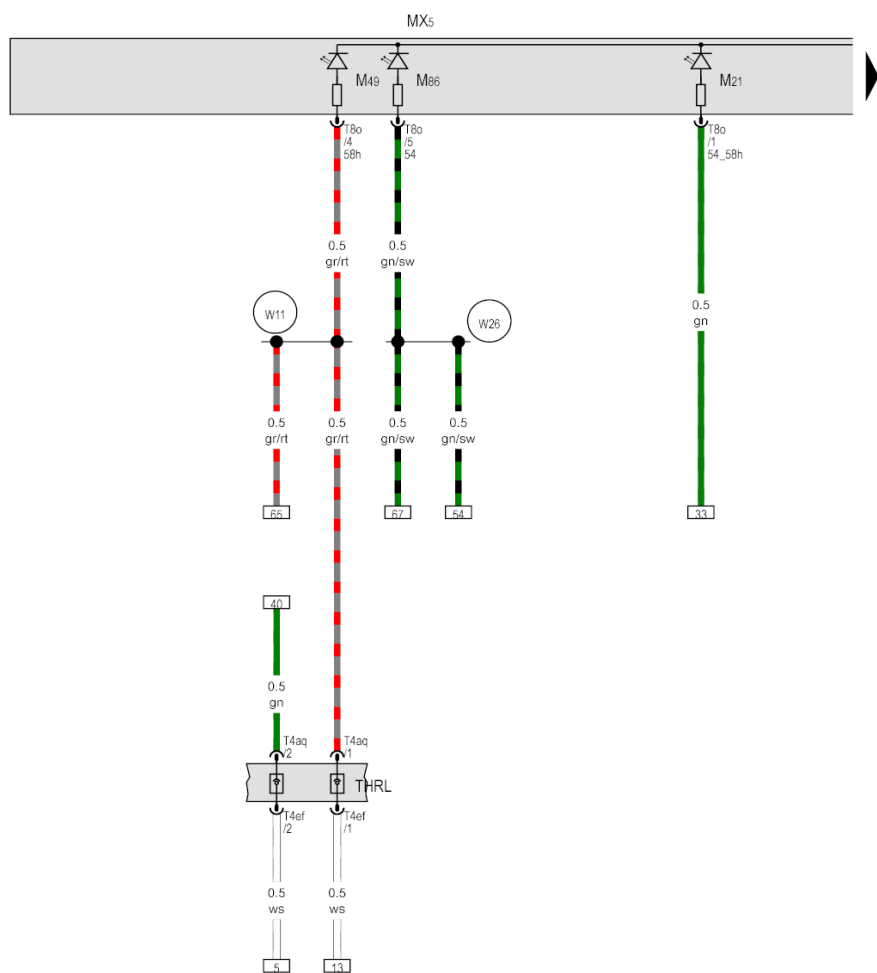 MX5
M49
M86
M21
T8o
/4
58h
T8o
/5
54
T8o
/1
54_58h
0.5
gr/rt
0.5
gn/sw
0.5
gn
W11
W26
0.5
gr/rt
0.5
gr/rt
0.5
gn/sw
0.5
gn/sw
65
67
54
33
40
0.5
gn
T4aq
/2
T4aq
/1
THRL
T4ef
/2
T4ef
/1
0.5
ws
0.5
ws
5
13